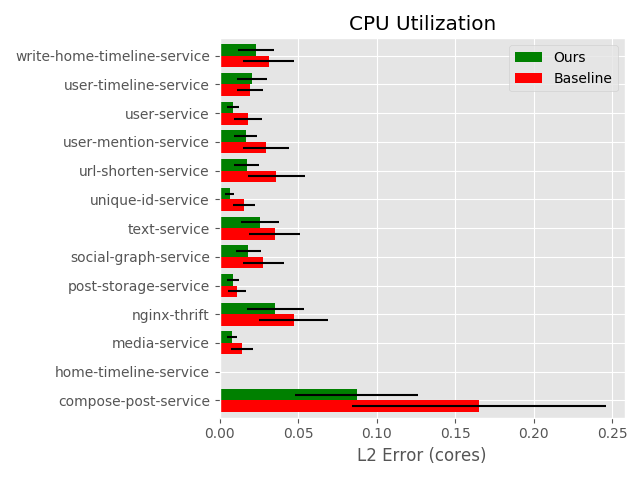 CPU Utilization
Ours
Baseline
write-home-timeline-service
user-timeline-service
user-service
user-mention-service
url-shorten-service
unique-id-service
text-service
social-graph-service
post-storage-service
nginx-thrift
media-service
home-timeline-service
compose-post-service
0.00 0.05 0.10 0.15 0.20 0.25
L2 Error (cores)